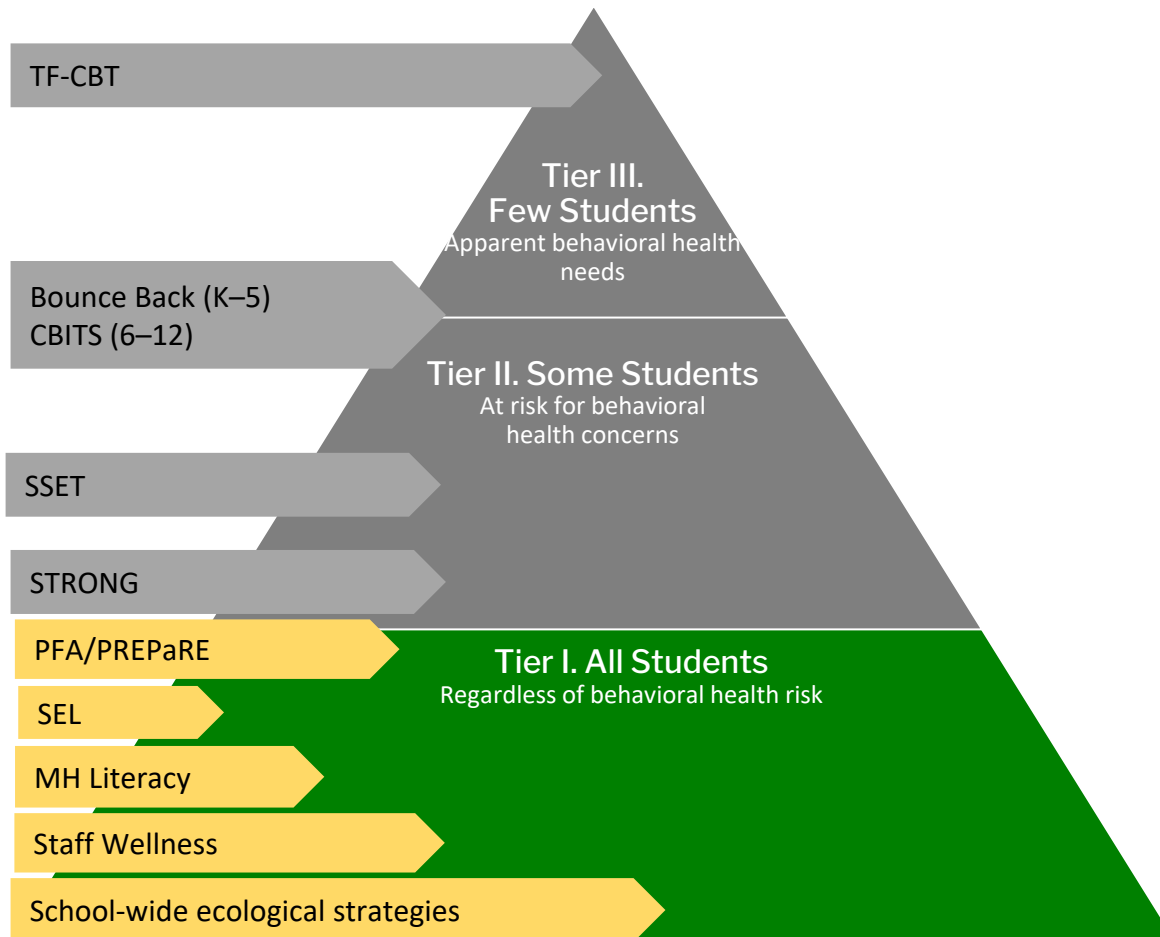 TF-CBT
Tier III.
Few Students
Apparent behavioral health
needs
Bounce Back (K–5)
CBITS (6–12)
Tier II. Some Students
At risk for behavioral
health concerns
SSET
STRONG
PFA/PREPaRE
Tier I. All Students
Regardless of behavioral health risk
SEL
MH Literacy
Staff Wellness
School-wide ecological strategies